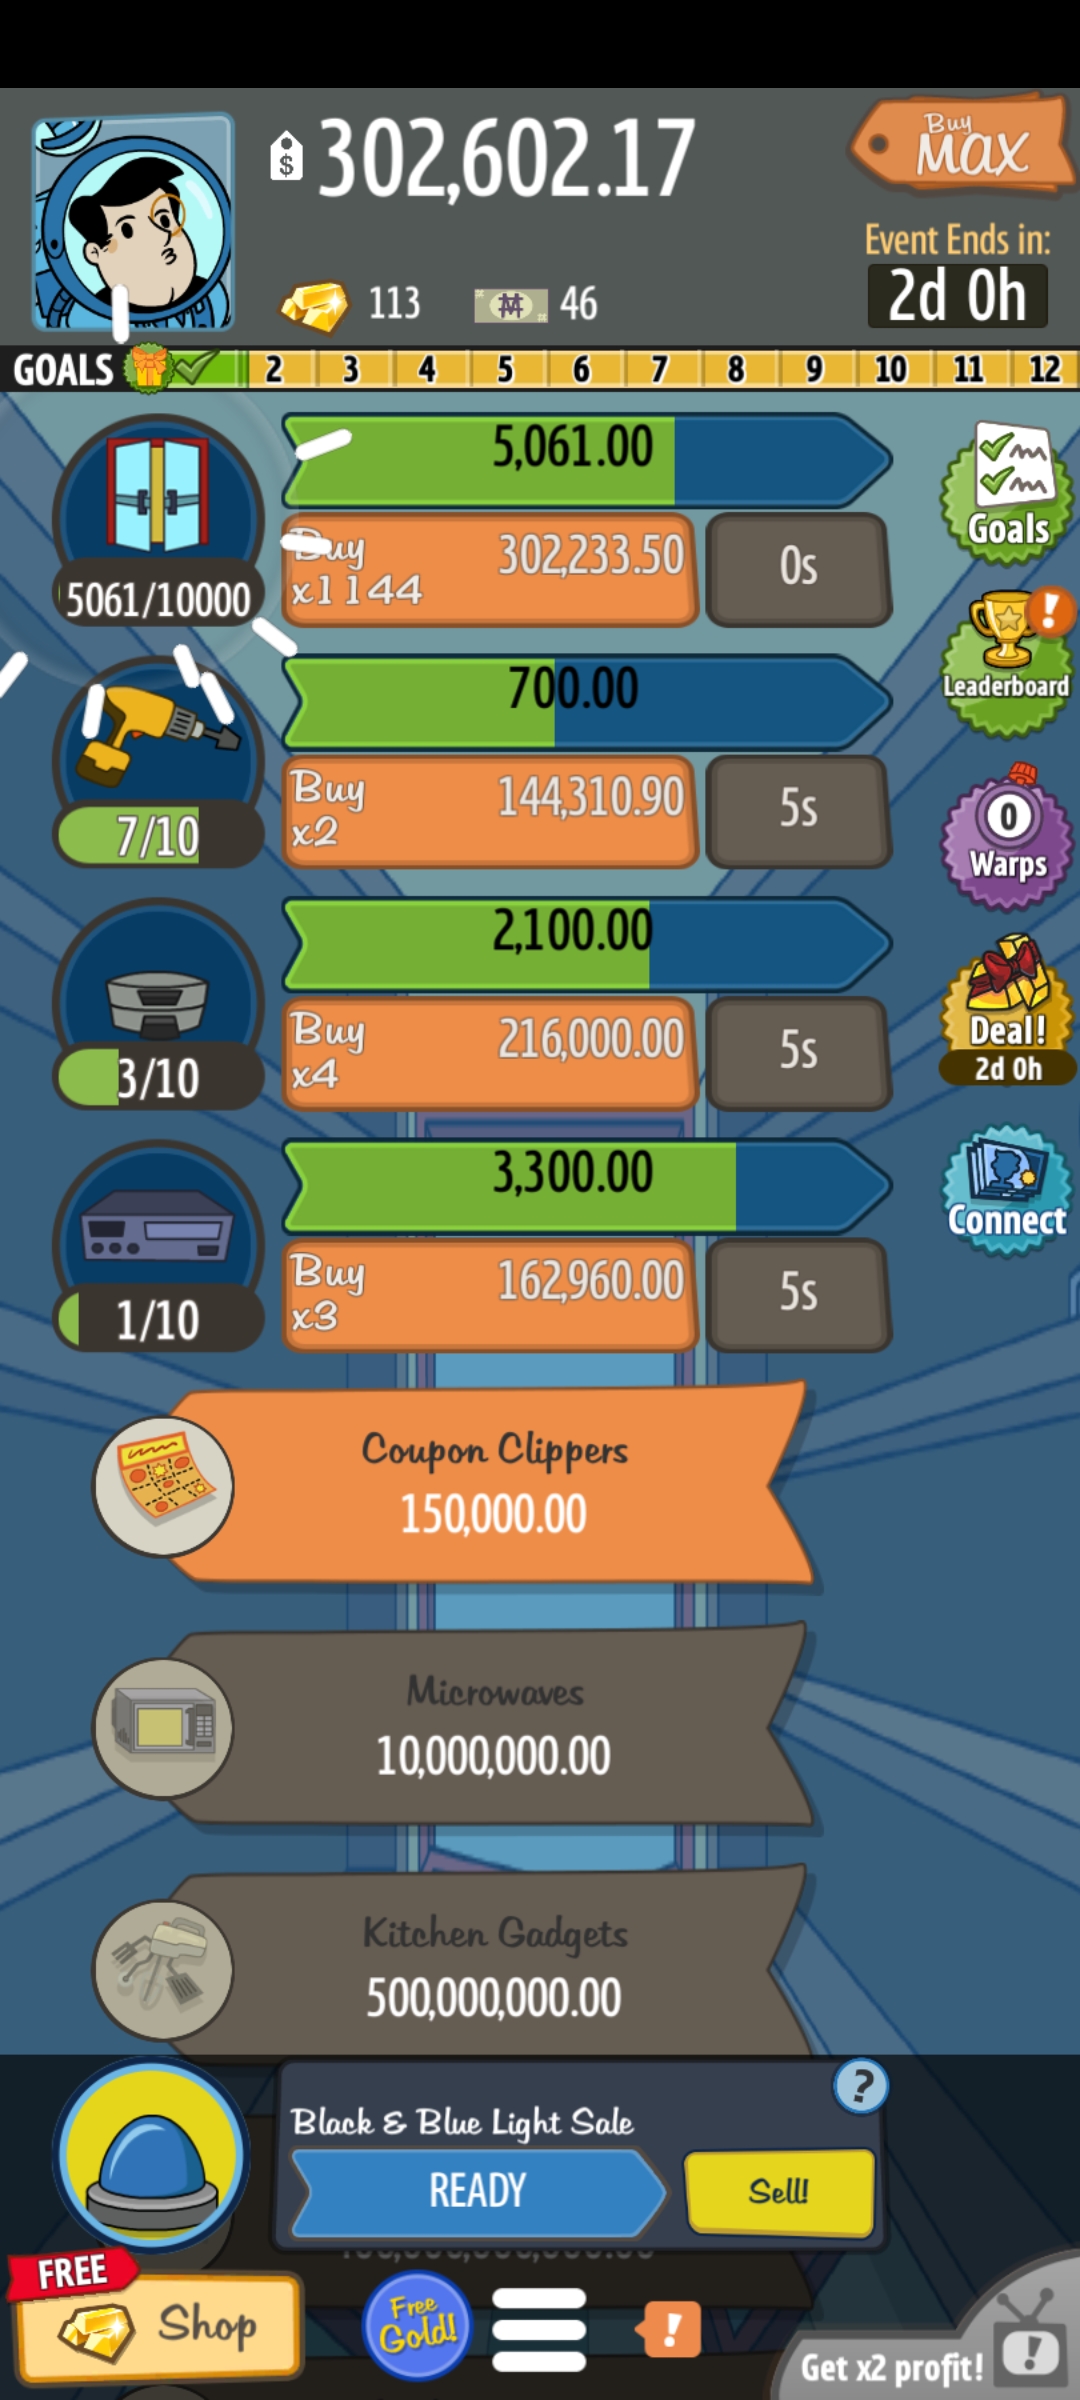 302,602.17
Buy
MAX
Event Ends in:
2d 0h
113
46
GOALS 2 3 4 5 6 7 8 9 10 11 12
5,061.00
Buy
x1144
302,233.50
0s
5061/10000
Goals
Leaderboard
700.00
Buy
x2
144,310.90
5s
7/10
0
Warps
2,100.00
Buy
x4
216,000.00
5s
3/10
Deal!
2d 0h
3,300.00
Buy
x3
162,960.00
5s
1/10
Connect
Coupon Clippers
150,000.00
Microwaves
10,000,000.00
Kitchen Gadgets
500,000,000.00
Black & Blue Light Sale
?
READY
Sell!
FREE
Shop
Free
Gold!
!
Get x2 profit!